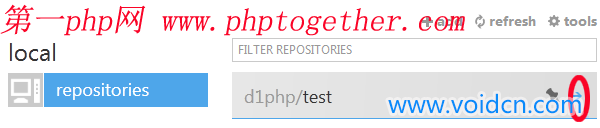 第一php网 www.phptogether.com
add refresh tools
local
FILTER REPOSITORIES
repositories
d1php/test
www.voidcn.com